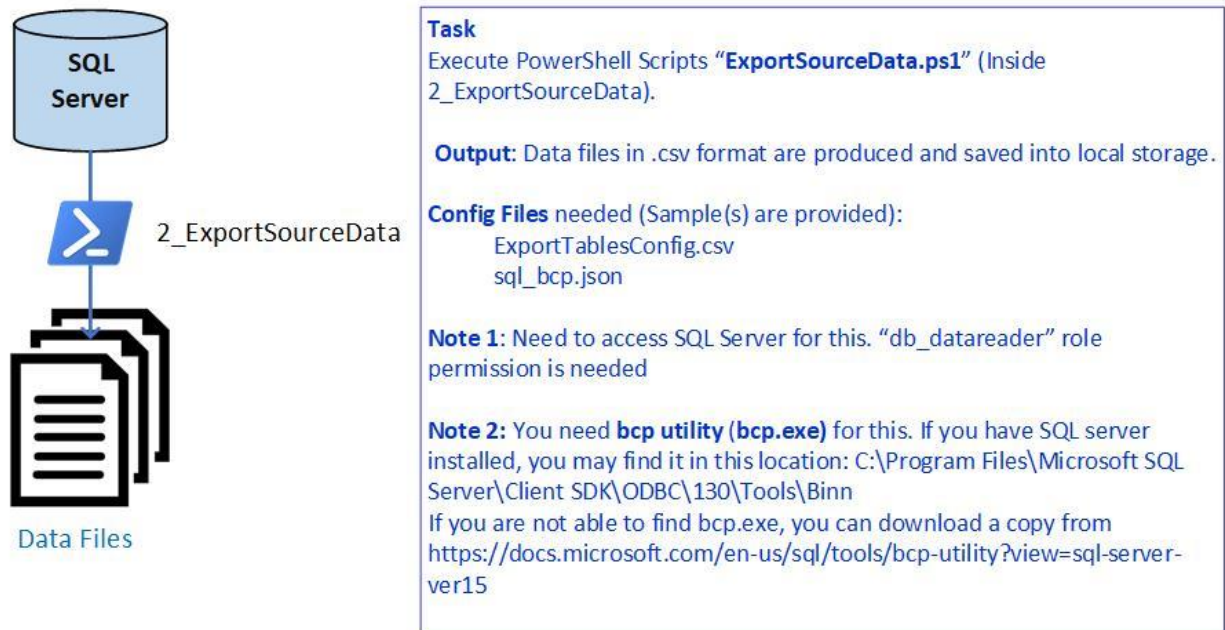 SQL
Server
2_ExportSourceData
Data Files
Task
Execute PowerShell Scripts “ExportSourceData.ps1” (Inside
2_ExportSourceData).
Output: Data files in .csv format are produced and saved into local storage.
Config Files needed (Sample(s) are provided):
ExportTablesConfig.csv
sql_bcp.json
Note 1: Need to access SQL Server for this. “db_datareader” role
permission is needed
Note 2: You need bcp utility (bcp.exe) for this. If you have SQL server
installed, you may find it in this location: C:\Program Files\Microsoft SQL
Server\Client SDK\ODBC\130\Tools\Binn
If you are not able to find bcp.exe, you can download a copy from
https://docs.microsoft.com/en-us/sql/tools/bcp-utility?view=sql-server-
ver15